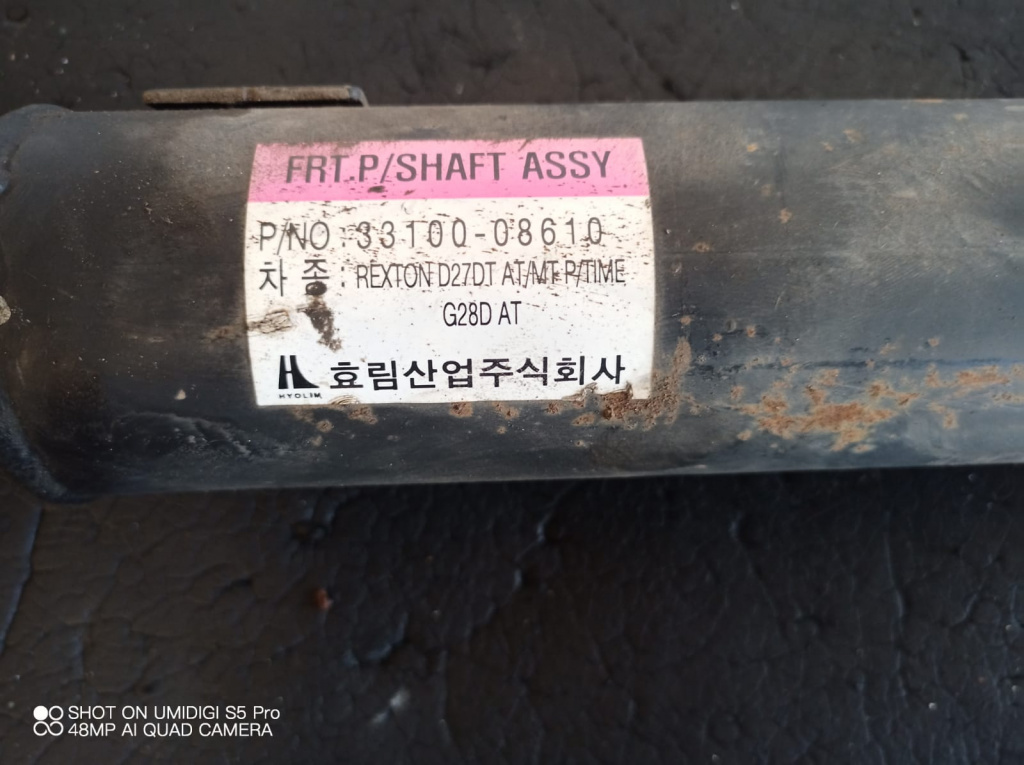 FRT.P/SHAFT ASSY
P/NO : 33100-08610
차 종 : REXTON D27DT AT/MT P/TIME
G28D AT
HYOLIM 효림산업주식회사
SHOT ON UMIDIGI S5 Pro
48MP AI QUAD CAMERA